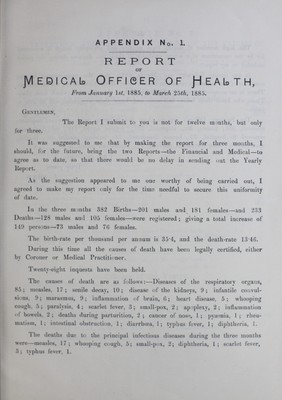 APPENDIX No. 1.
REPORT
OF
MEDICAL OFFICER OF HEALTH,
From January 1st, 1885, to March 25th, 1885.
GENTLEMEN,
The Report I submit to you is not for twelve months, but only
for three.
It was suggested to me that by making the report for three months, I
should, for the future, bring the two Reports—the Financial and Medical—to
agree as to date, so that there would be no delay in sending out the Yearly
Report.
As the suggestion appeared to me one worthy of being carried out, I
agreed to make my report only for the time needful to secure this uniformity
of date.
In the three months 382 Births—201 males and 181 females—and 233
Deaths—128 males and 105 females—were registered; giving a total increase of
149 persons—73 males and 76 females.
The birth-rate per thousand per annum is 35·4, and the death-rate 13·46.
During this time all the causes of death have been legally certified, either
by Coroner or Medical Practitioner.
Twenty-eight inquests have been held.
The causes of death are as follows:—Diseases of the respiratory organs,
85; measles, 17; senile decay, 10; disease of the kidneys, 9; infantile convul-
sions, 8; marasmus, 9; inflammation of brain, 6; heart disease, 5; whooping
cough, 5; paralysis, 4; scarlet fever, 3; small-pox, 2; apoplexy, 2; inflammation
of bowels, 2; deaths during parturition, 2; cancer of nose, 1; pyæmia, 1; rheu-
matism, 1; intestinal obstruction, 1; diarrhœa, 1; typhus fever, 1; diphtheria, 1.
The deaths due to the principal infectious diseases during the three months
were—measles, 17; whooping cough, 5; small-pox, 2; diphtheria, 1; scarlet fever,
3; typhus fever, 1.